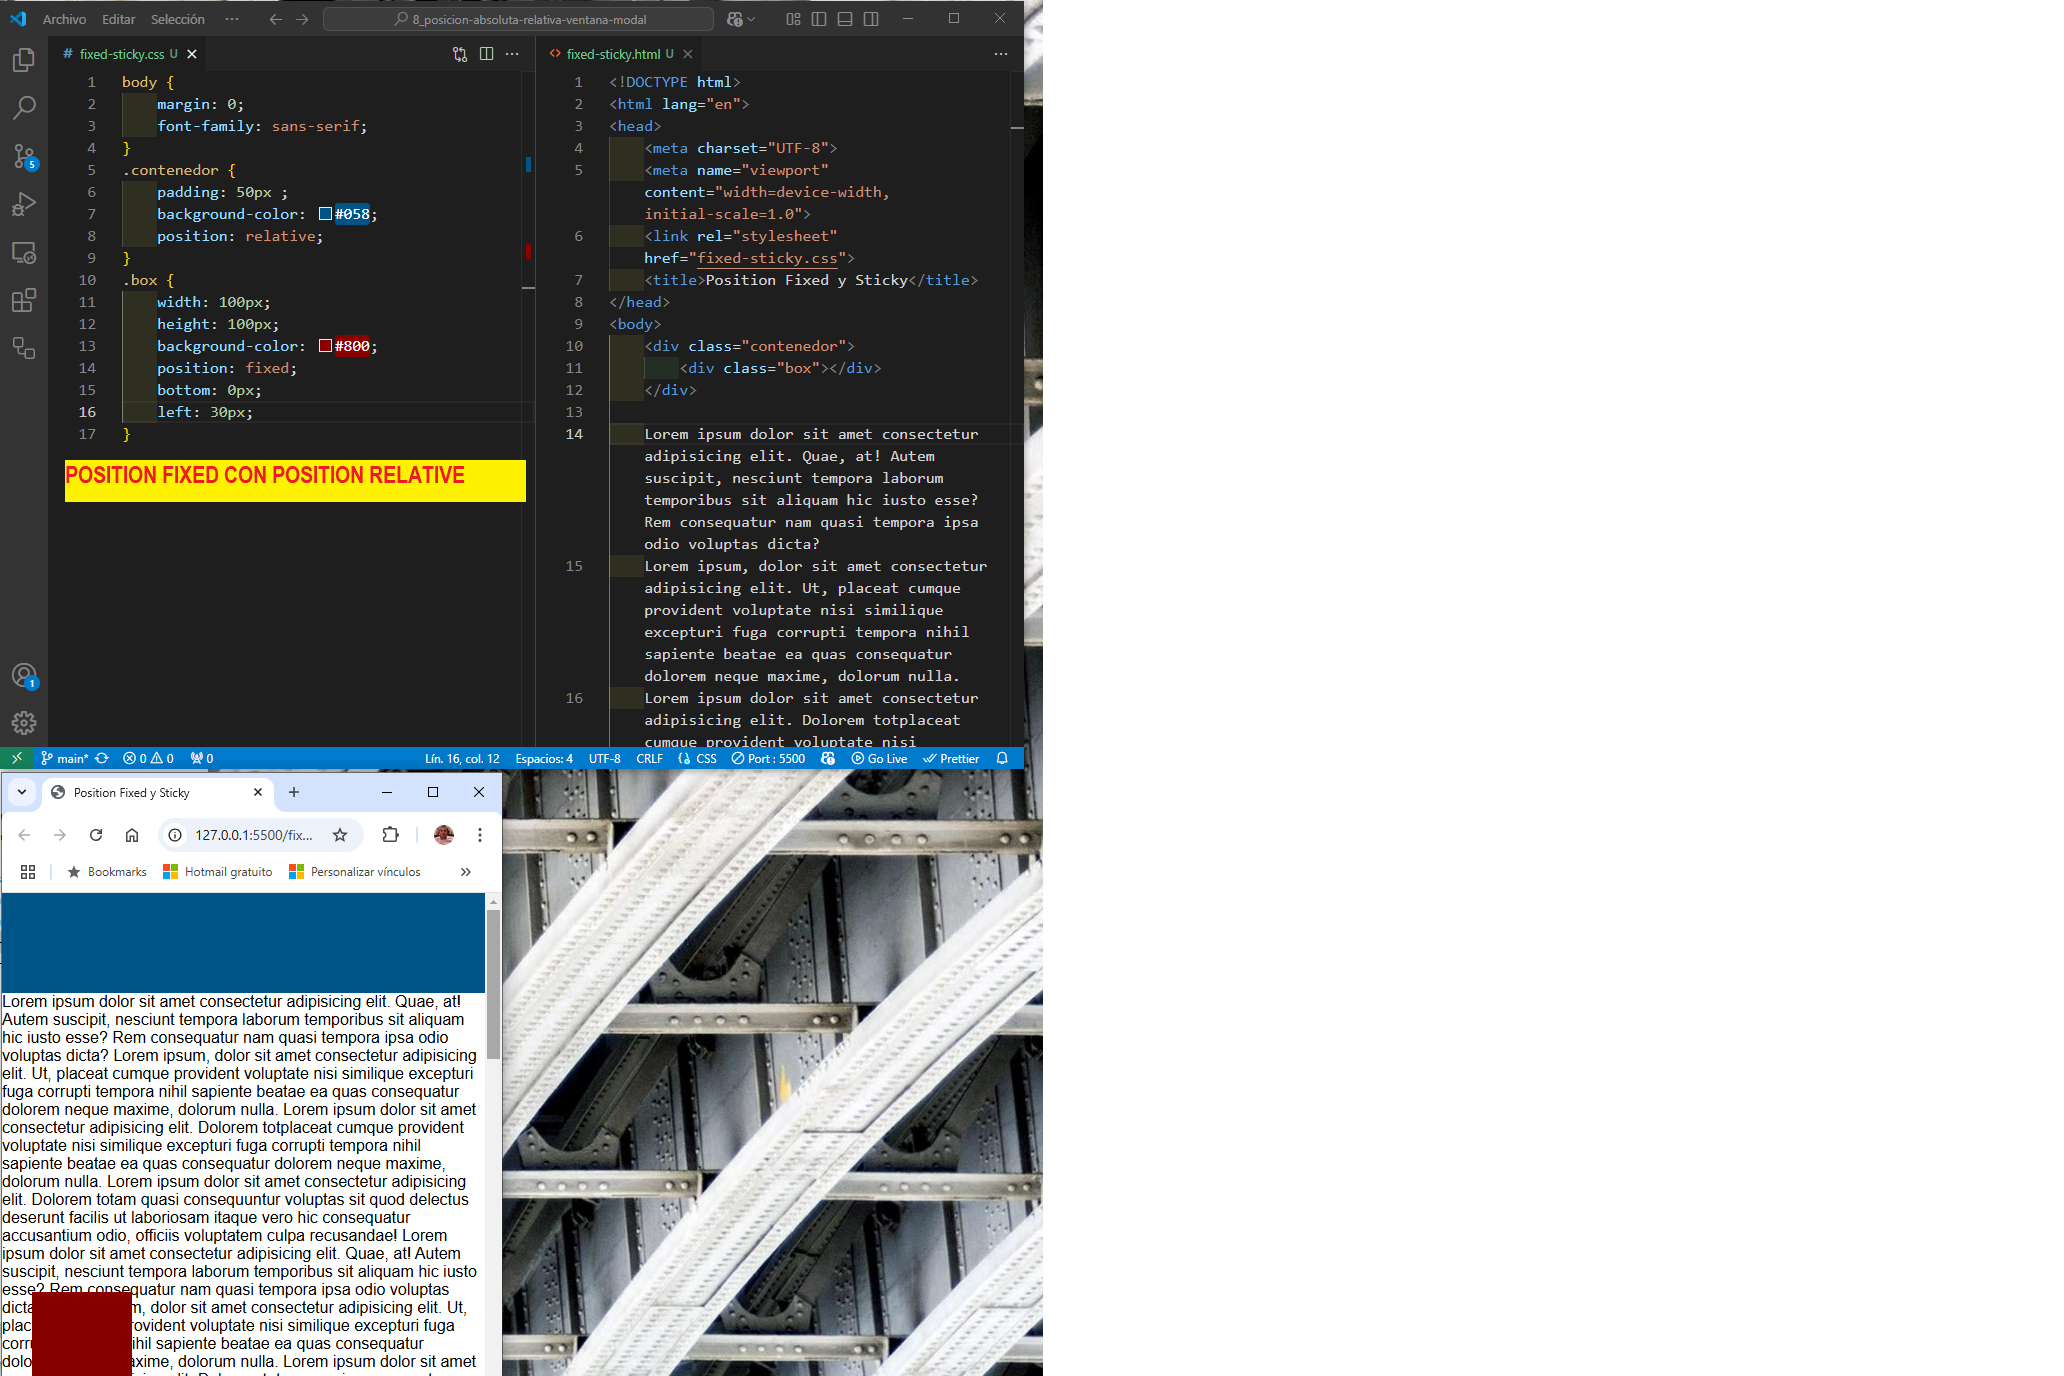 Archivo Editar Selección ··· 8_posicion-absoluta-relativa-ventana-modal
# fixed-sticky.css U
1 body {
2 margin: 0;
3 font-family: sans-serif;
4 }
5 .contenedor {
6 padding: 50px ;
7 background-color: #058;
8 position: relative;
9 }
10 .box {
11 width: 100px;
12 height: 100px;
13 background-color: #800;
14 position: fixed;
15 bottom: 0px;
16 left: 30px;
17 }
POSITION FIXED CON POSITION RELATIVE
5
1
<> fixed-sticky.html U
1 <!DOCTYPE html>
2 <html lang="en">
3 <head>
4 <meta charset="UTF-8">
5 <meta name="viewport"
content="width=device-width,
initial-scale=1.0">
6 <link rel="stylesheet"
href="fixed-sticky.css">
7 <title>Position Fixed y Sticky</title>
8 </head>
9 <body>
10 <div class="contenedor">
11 <div class="box"></div>
12 </div>
13
14 Lorem ipsum dolor sit amet consectetur
adipisicing elit. Quae, at! Autem
suscipit, nesciunt tempora laborum
temporibus sit aliquam hic iusto esse?
Rem consequatur nam quasi tempora ipsa
odio voluptas dicta?
15 Lorem ipsum, dolor sit amet consectetur
adipisicing elit. Ut, placeat cumque
provident voluptate nisi similique
excepturi fuga corrupti tempora nihil
sapiente beatae ea quas consequatur
dolorem neque maxime, dolorum nulla.
16 Lorem ipsum dolor sit amet consectetur
adipisicing elit. Dolorem totplaceat
cumque provident voluptate nisi
main* 0 0 0 Lín. 16, col. 12 Espacios: 4 UTF-8 CRLF {} CSS Port : 5500 Go Live Prettier
Position Fixed y Sticky
127.0.0.1:5500/fix...
Bookmarks Hotmail gratuito Personalizar vínculos »
Lorem ipsum dolor sit amet consectetur adipisicing elit. Quae, at!
Autem suscipit, nesciunt tempora laborum temporibus sit aliquam
hic iusto esse? Rem consequatur nam quasi tempora ipsa odio
voluptas dicta? Lorem ipsum, dolor sit amet consectetur adipisicing
elit. Ut, placeat cumque provident voluptate nisi similique excepturi
fuga corrupti tempora nihil sapiente beatae ea quas consequatur
dolorem neque maxime, dolorum nulla. Lorem ipsum dolor sit amet
consectetur adipisicing elit. Dolorem totplaceat cumque provident
voluptate nisi similique excepturi fuga corrupti tempora nihil
sapiente beatae ea quas consequatur dolorem neque maxime,
dolorum nulla. Lorem ipsum dolor sit amet consectetur adipisicing
elit. Dolorem totam quasi consequuntur voluptas sit quod delectus
deserunt facilis ut laboriosam itaque vero hic consequatur
accusantium odio, officiis voluptatem culpa recusandae! Lorem
ipsum dolor sit amet consectetur adipisicing elit. Quae, at! Autem
suscipit, nesciunt tempora laborum temporibus sit aliquam hic iusto
esse? Rem consequatur nam quasi tempora ipsa odio voluptas
dicta m, dolor sit amet consectetur adipisicing elit. Ut,
plac rovident voluptate nisi similique excepturi fuga
corr ihil sapiente beatae ea quas consequatur
dolo axime, dolorum nulla. Lorem ipsum dolor sit amet